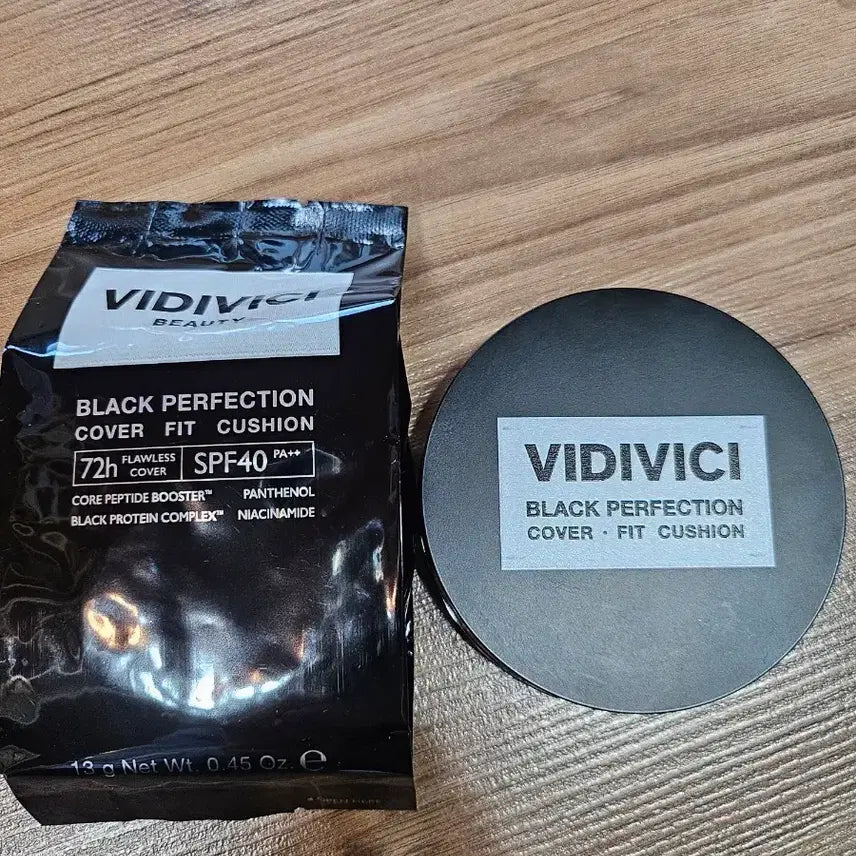 VIDIVICI
BEAUTY
BLACK PERFECTION
COVER FIT CUSHION
72h FLAWLESS COVER SPF40 PA++
CORE PEPTIDE BOOSTER™ PANTHENOL
BLACK PROTEIN COMPLEX™ NIACINAMIDE
13 g Net Wt. 0.45 Oz. ℮
VIDIVICI
BLACK PERFECTION
COVER · FIT CUSHION